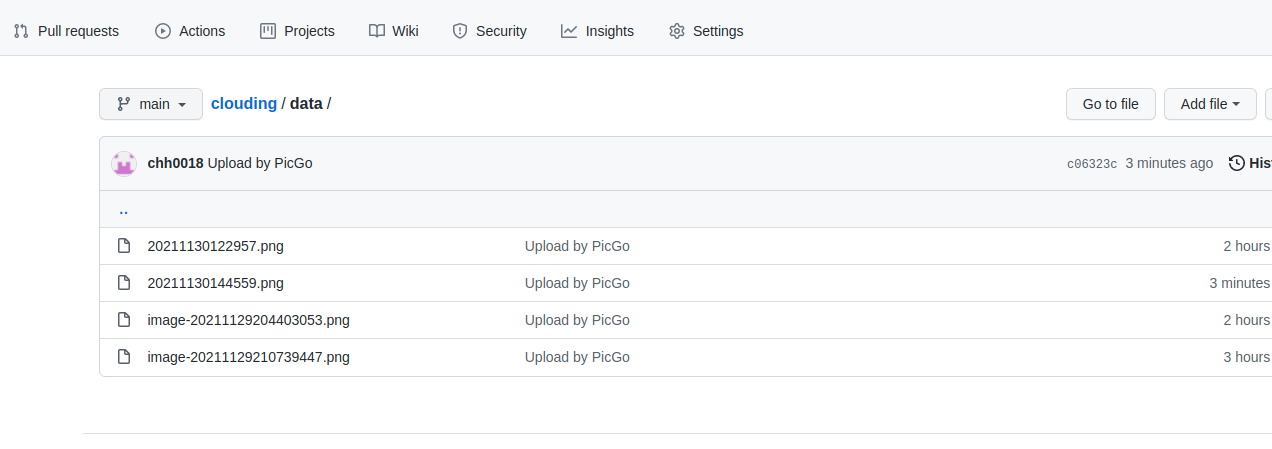 Pull requests Actions Projects Wiki Security Insights Settings
main clouding / data / Go to file Add file
chh0018 Upload by PicGo c06323c 3 minutes ago His
..
20211130122957.png Upload by PicGo 2 hours
20211130144559.png Upload by PicGo 3 minutes
image-20211129204403053.png Upload by PicGo 2 hours
image-20211129210739447.png Upload by PicGo 3 hours